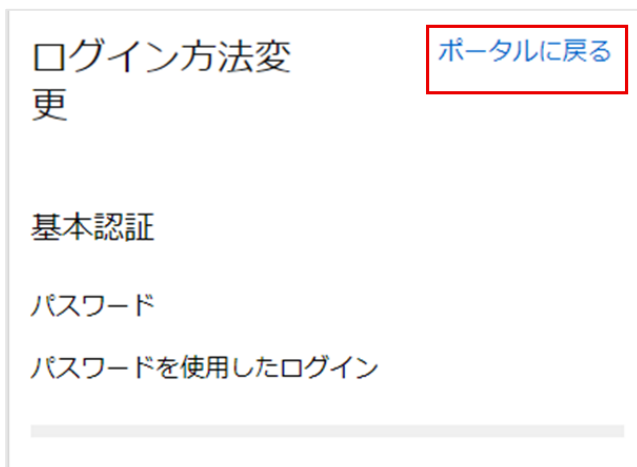 ログイン方法変
更
ポータルに戻る
基本認証
パスワード
パスワードを使用したログイン